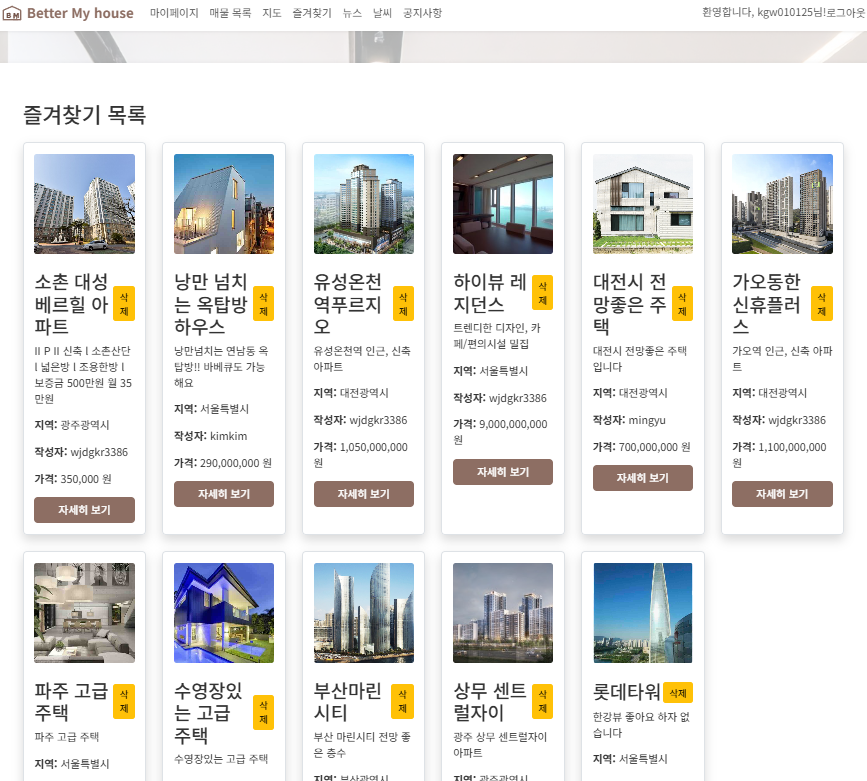 BM Better My house 마이페이지 매물 목록 지도 즐겨찾기 뉴스 날씨 공지사항 환영합니다, kgw010125님!로그아웃
즐겨찾기 목록
소촌 대성
베르힐 아
파트
삭
제
II P II 신축 l 소촌산단
l 넓은방 l 조용한방 l
보증금 500만원 월 35
만원
지역: 광주광역시
작성자: wjdgkr3386
가격: 350,000 원
자세히 보기
낭만 넘치
는 옥탑방
하우스
삭
제
낭만넘치는 연남동 옥
탑방!! 바베큐도 가능
해요
지역: 서울특별시
작성자: kimkim
가격: 290,000,000 원
자세히 보기
유성온천
역푸르지
오
삭
제
유성온천역 인근, 신축
아파트
지역: 대전광역시
작성자: wjdgkr3386
가격: 1,050,000,000
원
자세히 보기
하이뷰 레
지던스
삭
제
트렌디한 디자인, 카
페/편의시설 밀집
지역: 서울특별시
작성자: wjdgkr3386
가격: 9,000,000,000
원
자세히 보기
대전시 전
망좋은 주
택
삭
제
대전시 전망좋은 주택
입니다
지역: 대전광역시
작성자: mingyu
가격: 700,000,000 원
자세히 보기
가오동한
신휴플러
스
삭
제
가오역 인근, 신축 아파
트
지역: 대전광역시
작성자: wjdgkr3386
가격: 1,100,000,000
원
자세히 보기
파주 고급
주택
삭
제
파주 고급 주택
지역: 서울특별시
수영장있
는 고급
주택
삭
제
수영장있는 고급 주택
부산마린
시티
삭
제
부산 마린시티 전망 좋
은 층수
지역: 부산광역시
상무 센트
럴자이
삭
제
광주 상무 센트럴자이
아파트
지역: 광주광역시
롯데타워
삭제
한강뷰 좋아요 하자 없
습니다
지역: 서울특별시